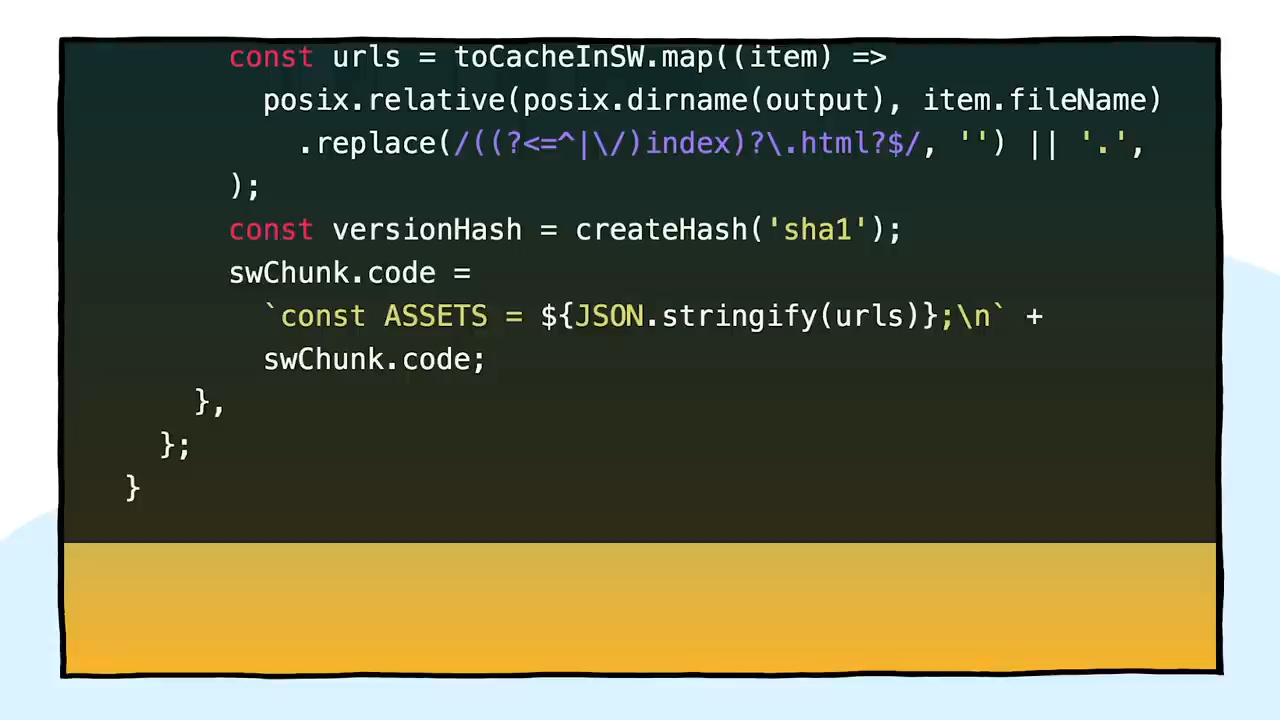 const urls = toCacheInSW.map((item) =>
posix.relative(posix.dirname(output), item.fileName)
.replace(/((?<=^|\/)index)?\.html?$/, '') || '.',
);
const versionHash = createHash('sha1');
swChunk.code =
`const ASSETS = ${JSON.stringify(urls)};\n` +
swChunk.code;
},
};
}